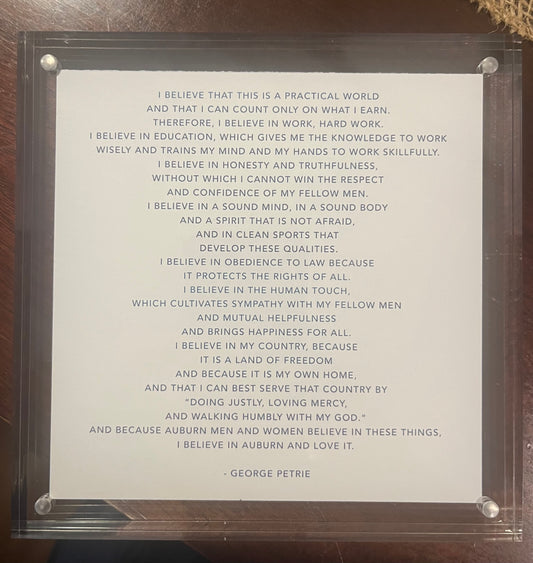 I BELIEVE THAT THIS IS A PRACTICAL WORLD
AND THAT I CAN COUNT ONLY ON WHAT I EARN.
THEREFORE, I BELIEVE IN WORK, HARD WORK.
I BELIEVE IN EDUCATION, WHICH GIVES ME THE KNOWLEDGE TO WORK
WISELY AND TRAINS MY MIND AND MY HANDS TO WORK SKILLFULLY.
I BELIEVE IN HONESTY AND TRUTHFULNESS,
WITHOUT WHICH I CANNOT WIN THE RESPECT
AND CONFIDENCE OF MY FELLOW MEN.
I BELIEVE IN A SOUND MIND, IN A SOUND BODY
AND A SPIRIT THAT IS NOT AFRAID,
AND IN CLEAN SPORTS THAT
DEVELOP THESE QUALITIES.
I BELIEVE IN OBEDIENCE TO LAW BECAUSE
IT PROTECTS THE RIGHTS OF ALL.
I BELIEVE IN THE HUMAN TOUCH,
WHICH CULTIVATES SYMPATHY WITH MY FELLOW MEN
AND MUTUAL HELPFULNESS
AND BRINGS HAPPINESS FOR ALL.
I BELIEVE IN MY COUNTRY, BECAUSE
IT IS A LAND OF FREEDOM
AND BECAUSE IT IS MY OWN HOME,
AND THAT I CAN BEST SERVE THAT COUNTRY BY
“DOING JUSTLY, LOVING MERCY,
AND WALKING HUMBLY WITH MY GOD.“
AND BECAUSE AUBURN MEN AND WOMEN BELIEVE IN THESE THINGS,
I BELIEVE IN AUBURN AND LOVE IT.
- GEORGE PETRIE